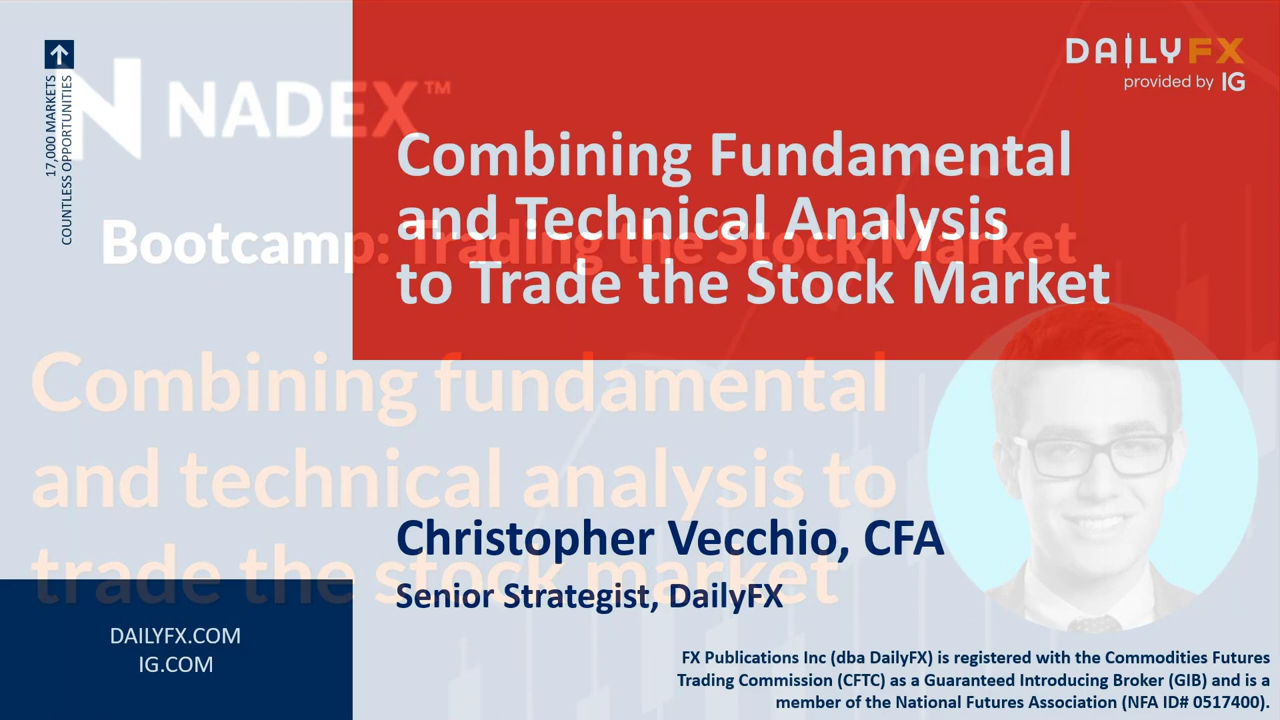 17,000 MARKETS
COUNTLESS OPPORTUNITIES
NADEX™
DAILYFX
provided by IG
Combining Fundamental
and Technical Analysis
to Trade the Stock Market
Bootcamp: Trading the Stock Market
Combining fundamental
and technical analysis to
trade the stock market
Christopher Vecchio, CFA
Senior Strategist, DailyFX
DAILYFX.COM
IG.COM
FX Publications Inc (dba DailyFX) is registered with the Commodities Futures
Trading Commission (CFTC) as a Guaranteed Introducing Broker (GIB) and is a
member of the National Futures Association (NFA ID# 0517400).